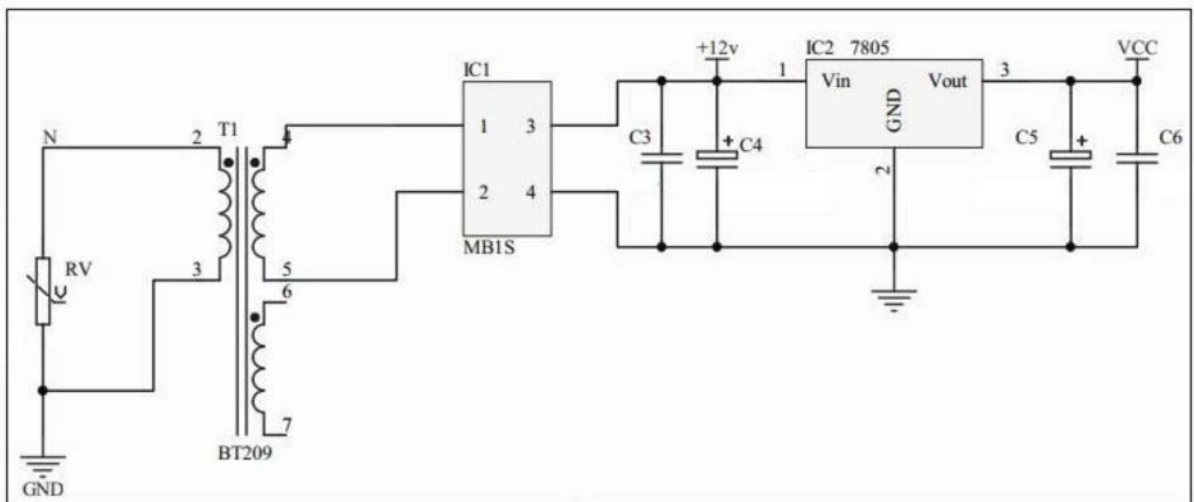 +12v
IC2 7805
VCC
IC1
1
Vin
Vout
3
GND
N
2
T1
4
1
3
C3
+
C4
2
C5
+
C6
2
4
MB1S
RV
3
5
6
7
BT209
GND